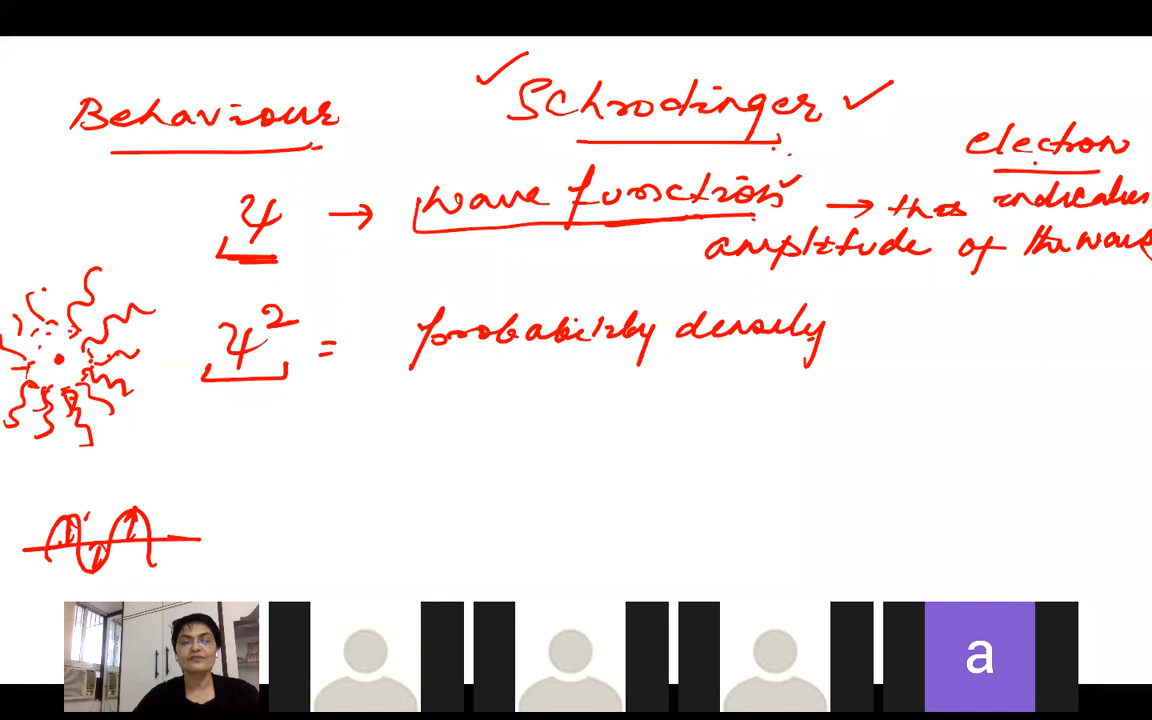 Behaviour ✓ Schrodinger ✓
electron
ψ → wave function ✓ → this indicates
amplitude of the wave
ψ² = probability density
a